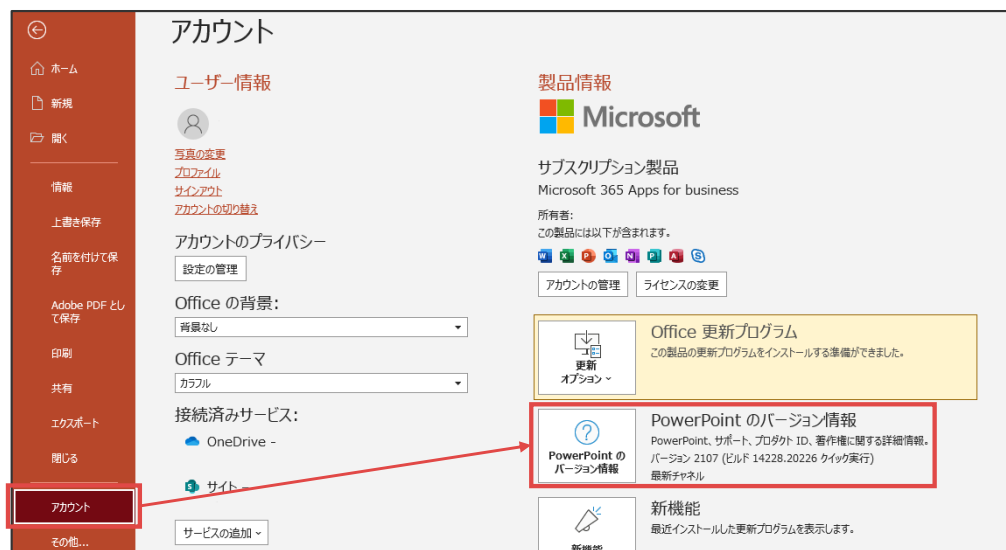 アカウント
ホーム
新規
開く
情報
上書き保存
名前を付けて保
存
Adobe PDF とし
て保存
印刷
共有
エクスポート
閉じる
アカウント
その他...
ユーザー情報
写真の変更
プロファイル
サインアウト
アカウントの切り替え
アカウントのプライバシー
設定の管理
Office の背景:
背景なし
Office テーマ
カラフル
接続済みサービス:
OneDrive -
サイト -
サービスの追加
製品情報
Microsoft
サブスクリプション製品
Microsoft 365 Apps for business
所有者:
この製品には以下が含まれます。
アカウントの管理
ライセンスの変更
更新
オプション
Office 更新プログラム
この製品の更新プログラムをインストールする準備ができました。
PowerPoint の
バージョン情報
PowerPoint のバージョン情報
PowerPoint、サポート、プロダクト ID、著作権に関する詳細情報。
バージョン 2107 (ビルド 14228.20226 クイック実行)
最新チャネル
新機能
新機能
最近インストールした更新プログラムを表示します。